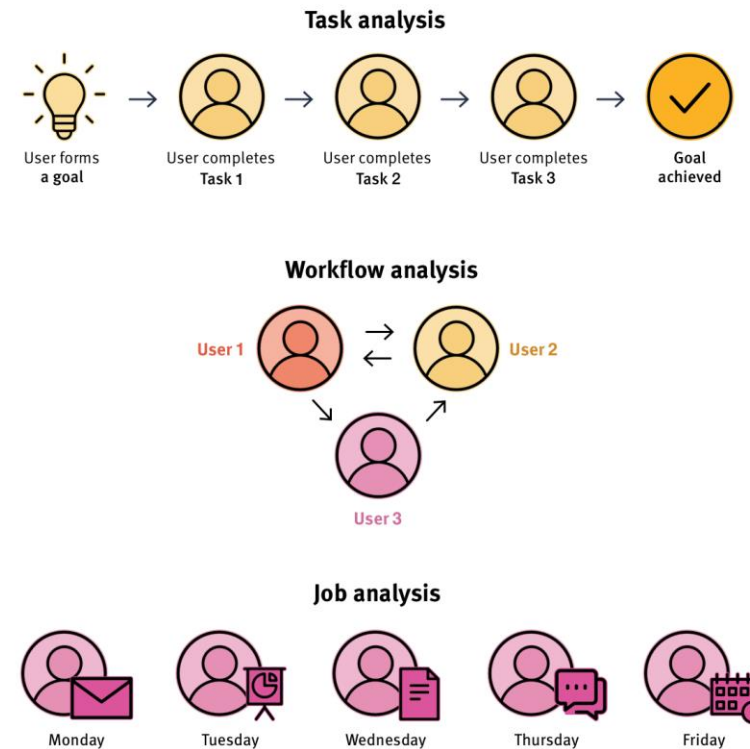 Task analysis
User forms
a goal
User completes
Task 1
User completes
Task 2
User completes
Task 3
Goal
achieved
Workflow analysis
User 1
User 2
User 3
Job analysis
Monday
Tuesday
Wednesday
Thursday
Friday